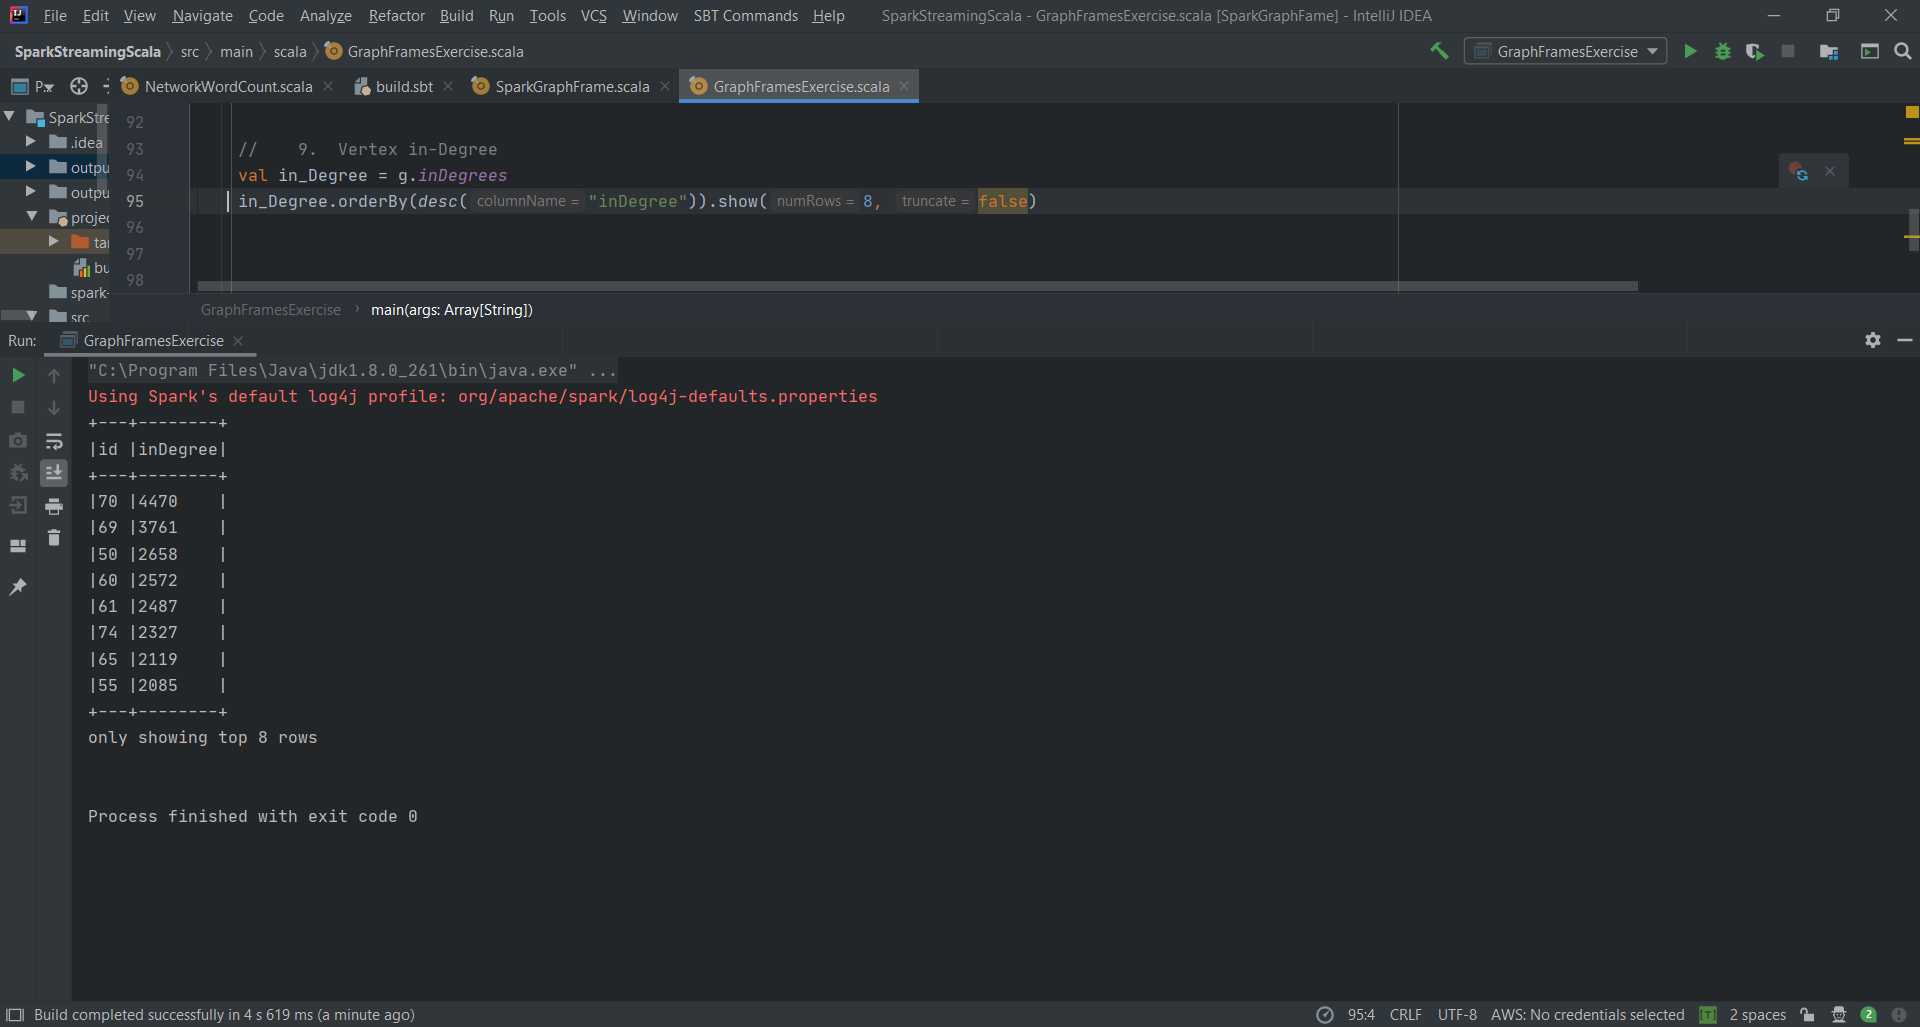 File Edit View Navigate Code Analyze Refactor Build Run Tools VCS Window SBT Commands Help SparkStreamingScala - GraphFramesExercise.scala [SparkGraphFame] - IntelliJ IDEA
SparkStreamingScala src main scala GraphFramesExercise.scala GraphFramesExercise
P.. NetworkWordCount.scala build.sbt SparkGraphFrame.scala GraphFramesExercise.scala
SparkStre
.idea
outpu
outpu
projec
tar
bu
spark-
src
92
93 // 9. Vertex in-Degree
94 val in_Degree = g.inDegrees
95 in_Degree.orderBy(desc( columnName = "inDegree")).show( numRows = 8, truncate = false)
96
97
98
GraphFramesExercise main(args: Array[String])
Run: GraphFramesExercise
"C:\Program Files\Java\jdk1.8.0_261\bin\java.exe" ...
Using Spark's default log4j profile: org/apache/spark/log4j-defaults.properties
+---+--------+
|id |inDegree|
+---+--------+
|70 |4470    |
|69 |3761    |
|50 |2658    |
|60 |2572    |
|61 |2487    |
|74 |2327    |
|65 |2119    |
|55 |2085    |
+---+--------+
only showing top 8 rows
Process finished with exit code 0
Build completed successfully in 4 s 619 ms (a minute ago) 95:4 CRLF UTF-8 AWS: No credentials selected [T] 2 spaces 2